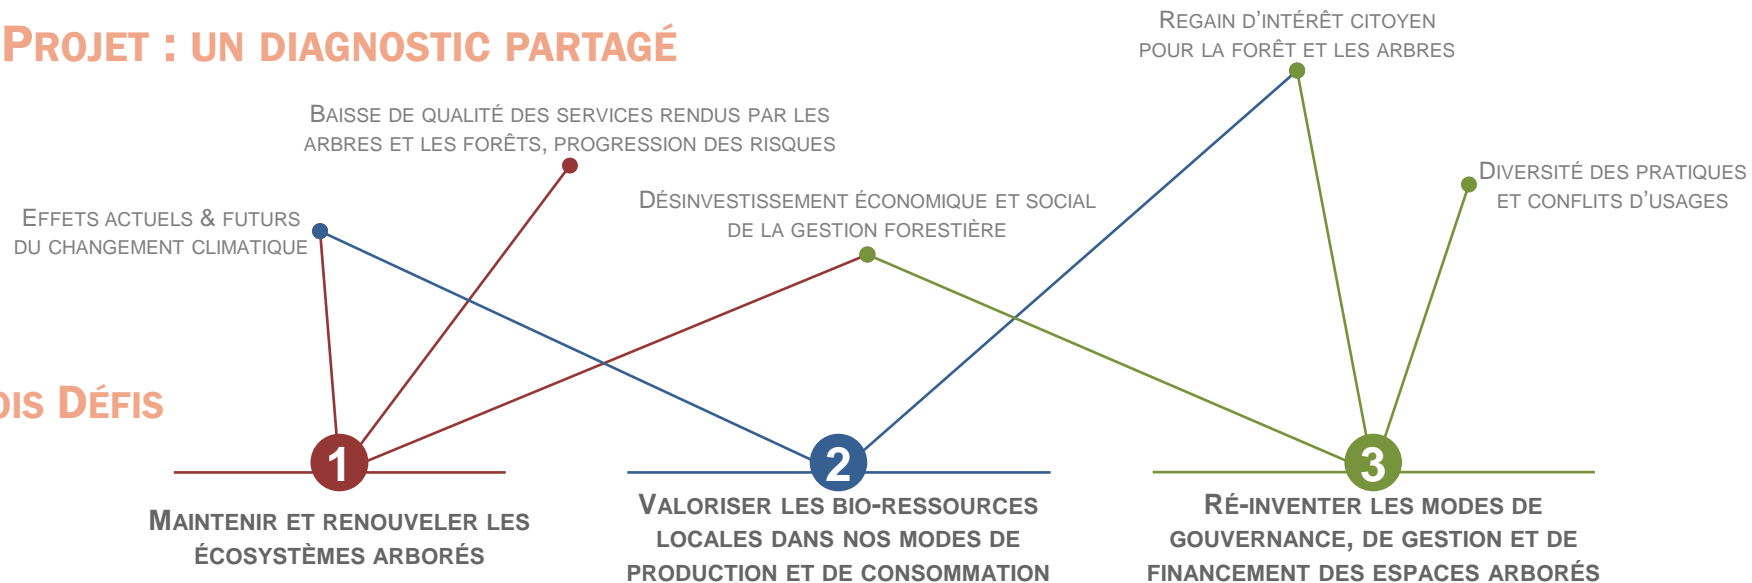 PROJET : UN DIAGNOSTIC PARTAGÉ
REGAIN D'INTÉRÊT CITOYEN
POUR LA FORÊT ET LES ARBRES
BAISSE DE QUALITÉ DES SERVICES RENDUS PAR LES
ARBRES ET LES FORÊTS, PROGRESSION DES RISQUES
DIVERSITÉ DES PRATIQUES
ET CONFLITS D'USAGES
DÉSINVESTISSEMENT ÉCONOMIQUE ET SOCIAL
DE LA GESTION FORESTIÈRE
EFFETS ACTUELS & FUTURS
DU CHANGEMENT CLIMATIQUE
DÉFIS
1
MAINTENIR ET RENOUVELER LES
ÉCOSYSTÈMES ARBORÉS
2
VALORISER LES BIO-RESSOURCES
LOCALES DANS NOS MODES DE
PRODUCTION ET DE CONSOMMATION
3
RÉ-INVENTER LES MODES DE
GOUVERNANCE, DE GESTION ET DE
FINANCEMENT DES ESPACES ARBORÉS